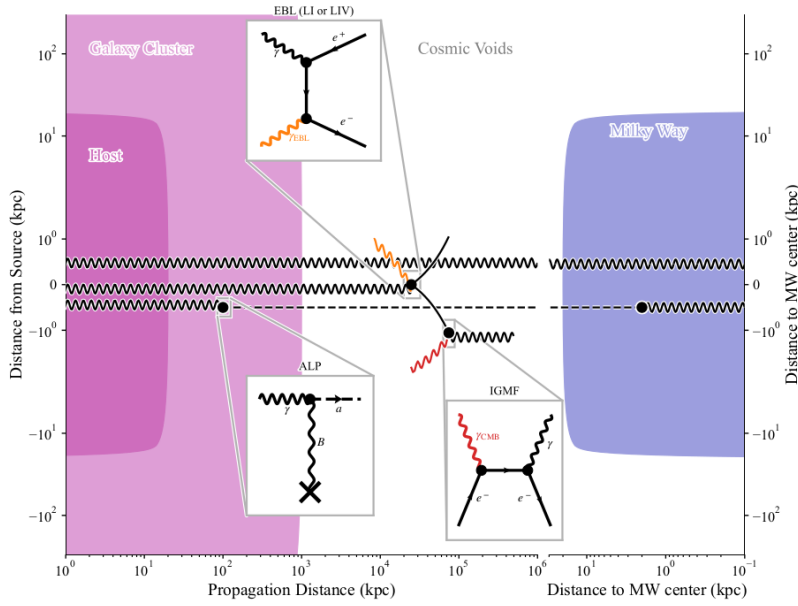 EBL (LI or LIV)
Galaxy Cluster
Cosmic Voids
Host
Milky Way
γ
e⁺
e⁻
γEBL
ALP
γ
a
B
IGMF
γCMB
γ
e⁻
e⁻
Distance from Source (kpc)
10²
10¹
10⁰
0
−10⁰
−10¹
−10²
Distance to MW center (kpc)
10²
10¹
10⁰
0
−10⁰
−10¹
−10²
10⁰ 10¹ 10² 10³ 10⁴ 10⁵ 10⁶
10¹ 10⁰ 10⁻¹
Propagation Distance (kpc)
Distance to MW center (kpc)